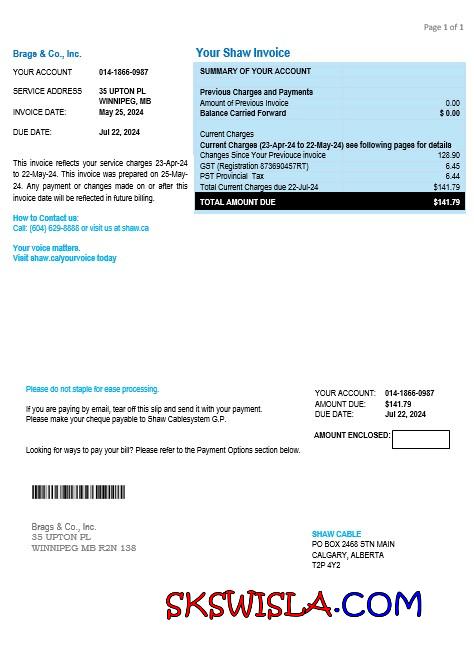 Page 1 of 1
Brags & Co., Inc.
YOUR ACCOUNT 014-1866-0987
SERVICE ADDRESS 35 UPTON PL
WINNIPEG, MB
INVOICE DATE: May 25, 2024
DUE DATE: Jul 22, 2024
This invoice reflects your service charges 23-Apr-24
to 22-May-24. This invoice was prepared on 25-May-
24. Any payment or changes made on or after this
invoice date will be reflected in future billing.
How to Contact us:
Call: (604) 629-8888 or visit us at shaw.ca
Your voice matters.
Visit shaw.ca/yourvoice today
Your Shaw Invoice
SUMMARY OF YOUR ACCOUNT
Previous Charges and Payments
Amount of Previous Invoice 0.00
Balance Carried Forward $ 0.00
Current Charges
Current Charges (23-Apr-24 to 22-May-24) see following pages for details
Changes Since Your Previouce invoice 128.90
GST (Registration 873690457RT) 6.45
PST Provincial Tax 6.44
Total Current Charges due 22-Jul-24 $141.79
TOTAL AMOUNT DUE $141.79
Please do not staple for ease processing.
If you are paying by email, tear off this slip and send it with your payment.
Please make your cheque payable to Shaw Cablesystem G.P.
Looking for ways to pay your bill? Please refer to the Payment Options section below.
YOUR ACCOUNT: 014-1866-0987
AMOUNT DUE: $141.79
DUE DATE: Jul 22, 2024
AMOUNT ENCLOSED:
Brags & Co., Inc.
35 UPTON PL
WINNIPEG MB R2N 138
SHAW CABLE
PO BOX 2468 STN MAIN
CALGARY, ALBERTA
T2P 4Y2
SKSWISLA.COM